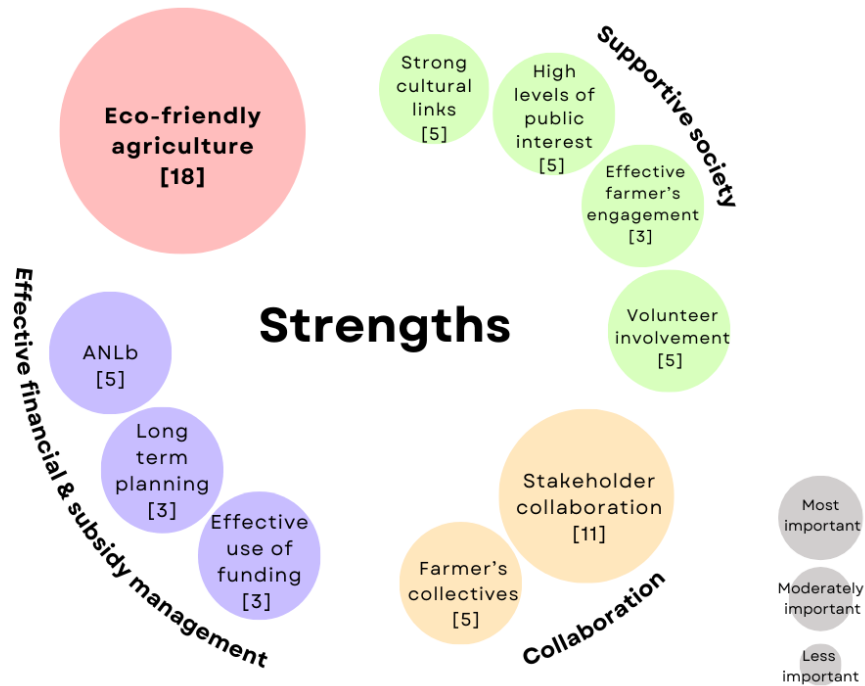 Eco-friendly
agriculture
[18]
Strong
cultural
links
[5]
High
levels of
public
interest
[5]
Effective
farmer's
engagement
[3]
Volunteer
involvement
[5]
Supportive society
Strengths
ANLb
[5]
Long
term
planning
[3]
Effective
use of
funding
[3]
Effective financial & subsidy management
Stakeholder
collaboration
[11]
Farmer's
collectives
[5]
Collaboration
Most
important
Moderately
important
Less
important